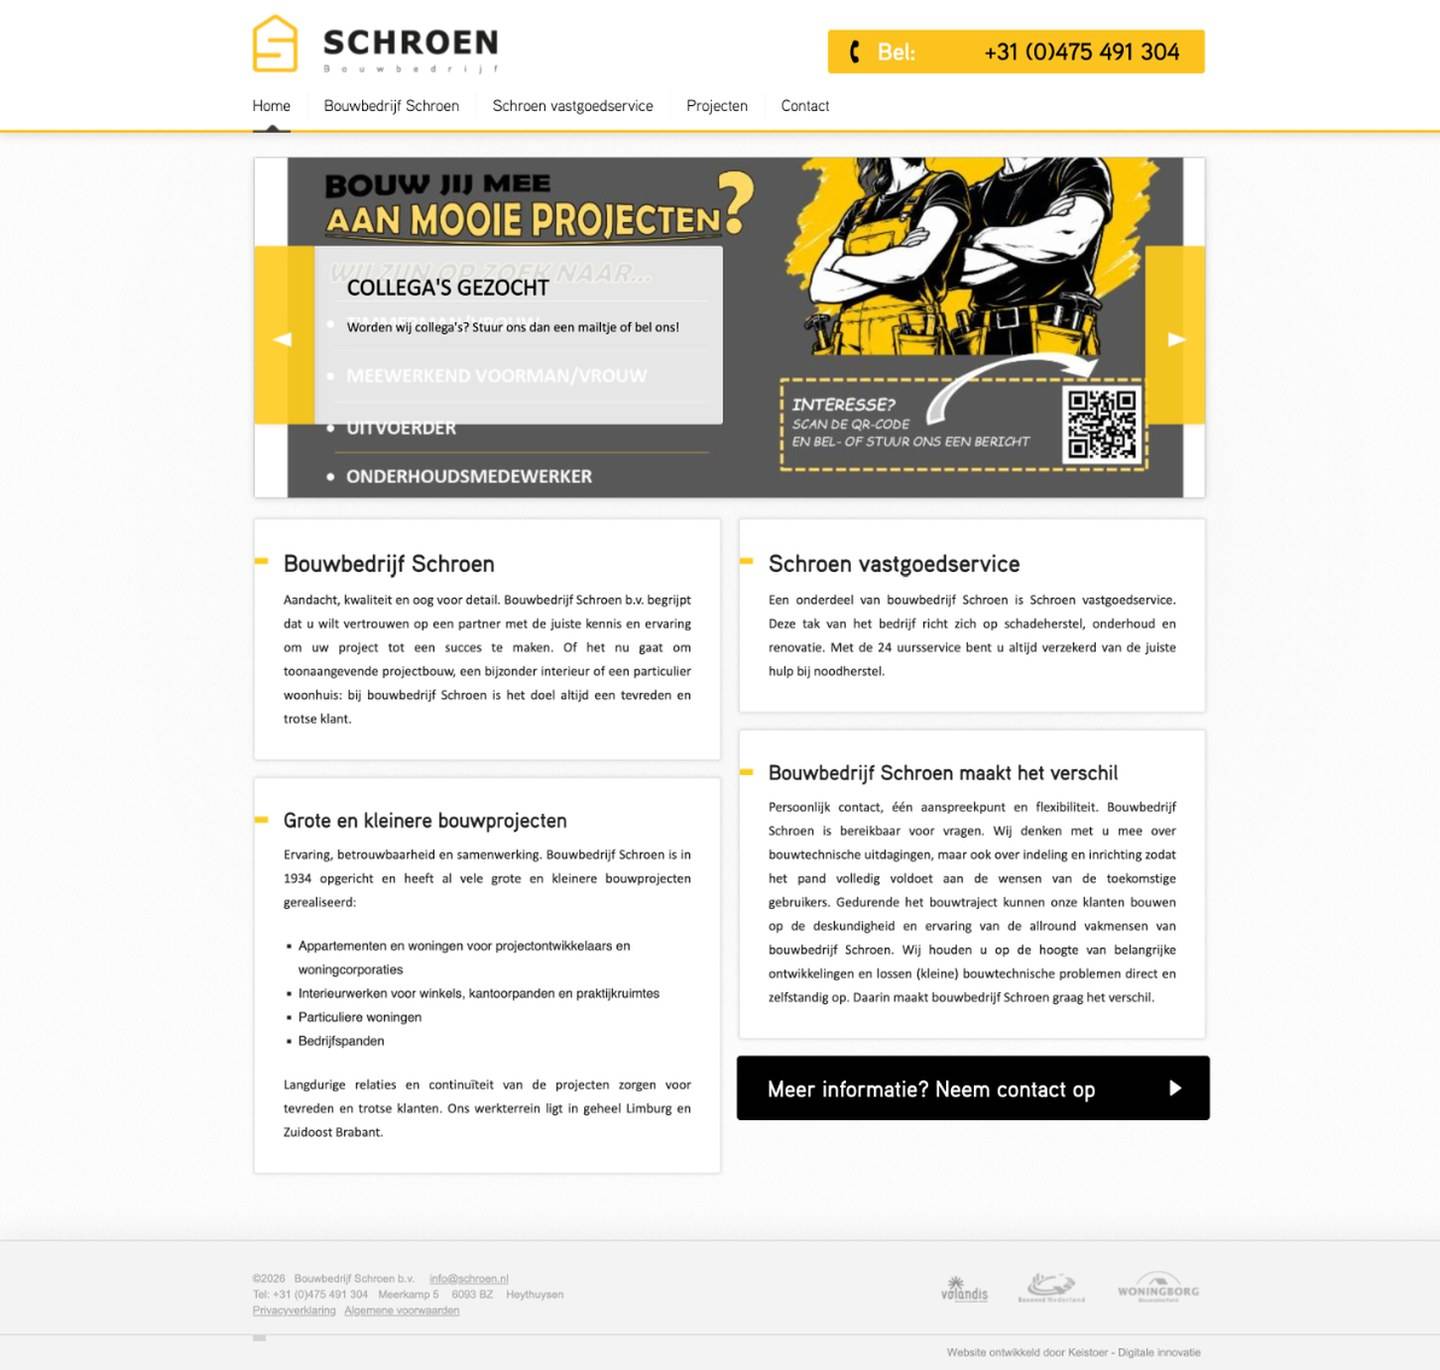 SCHROEN
Bouwbedrijf
Bel: +31 (0)475 491 304
Home
Bouwbedrijf Schroen
Schroen vastgoedservice
Projecten
Contact
BOUW JIJ MEE
AAN MOOIE PROJECTEN?
WIJ ZIJN OP ZOEK NAAR...
COLLEGA'S GEZOCHT
• TIMMERMAN/VROUW
Worden wij collega's? Stuur ons dan een mailtje of bel ons!
• MEEWERKEND VOORMAN/VROUW
• UITVOERDER
• ONDERHOUDSMEDEWERKER
INTERESSE?
SCAN DE QR-CODE
EN BEL- OF STUUR ONS EEN BERICHT
Bouwbedrijf Schroen
Aandacht, kwaliteit en oog voor detail. Bouwbedrijf Schroen b.v. begrijpt
dat u wilt vertrouwen op een partner met de juiste kennis en ervaring
om uw project tot een succes te maken. Of het nu gaat om
toonaangevende projectbouw, een bijzonder interieur of een particulier
woonhuis: bij bouwbedrijf Schroen is het doel altijd een tevreden en
trotse klant.
Grote en kleinere bouwprojecten
Ervaring, betrouwbaarheid en samenwerking. Bouwbedrijf Schroen is in
1934 opgericht en heeft al vele grote en kleinere bouwprojecten
gerealiseerd:
▪ Appartementen en woningen voor projectontwikkelaars en
woningcorporaties
▪ Interieurwerken voor winkels, kantoorpanden en praktijkruimtes
▪ Particuliere woningen
▪ Bedrijfspanden
Langdurige relaties en continuïteit van de projecten zorgen voor
tevreden en trotse klanten. Ons werkterrein ligt in geheel Limburg en
Zuidoost Brabant.
Schroen vastgoedservice
Een onderdeel van bouwbedrijf Schroen is Schroen vastgoedservice.
Deze tak van het bedrijf richt zich op schadeherstel, onderhoud en
renovatie. Met de 24 uursservice bent u altijd verzekerd van de juiste
hulp bij noodherstel.
Bouwbedrijf Schroen maakt het verschil
Persoonlijk contact, één aanspreekpunt en flexibiliteit. Bouwbedrijf
Schroen is bereikbaar voor vragen. Wij denken met u mee over
bouwtechnische uitdagingen, maar ook over indeling en inrichting zodat
het pand volledig voldoet aan de wensen van de toekomstige
gebruikers. Gedurende het bouwtraject kunnen onze klanten bouwen
op de deskundigheid en ervaring van de allround vakmensen van
bouwbedrijf Schroen. Wij houden u op de hoogte van belangrijke
ontwikkelingen en lossen (kleine) bouwtechnische problemen direct en
zelfstandig op. Daarin maakt bouwbedrijf Schroen graag het verschil.
Meer informatie? Neem contact op
©2026 Bouwbedrijf Schroen b.v. info@schroen.nl
Tel: +31 (0)475 491 304 Meerkamp 5 6093 BZ Heythuysen
Privacyverklaring Algemene voorwaarden
volandis
Bouwend Nederland
WONINGBORG
Website ontwikkeld door Keistoer - Digitale innovatie